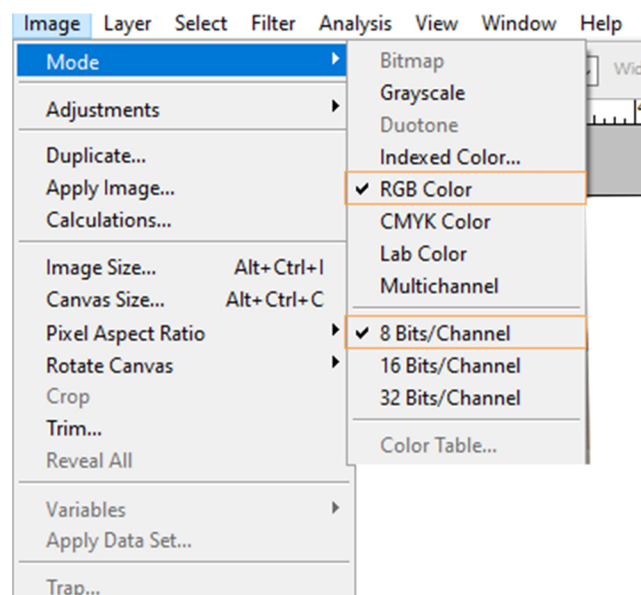 Image Layer Select Filter Analysis View Window Help
Mode
Adjustments
Duplicate...
Apply Image...
Calculations...
Image Size... Alt+Ctrl+I
Canvas Size... Alt+Ctrl+C
Pixel Aspect Ratio
Rotate Canvas
Crop
Trim...
Reveal All
Variables
Apply Data Set...
Trap...
Bitmap
Grayscale
Duotone
Indexed Color...
RGB Color
CMYK Color
Lab Color
Multichannel
8 Bits/Channel
16 Bits/Channel
32 Bits/Channel
Color Table...